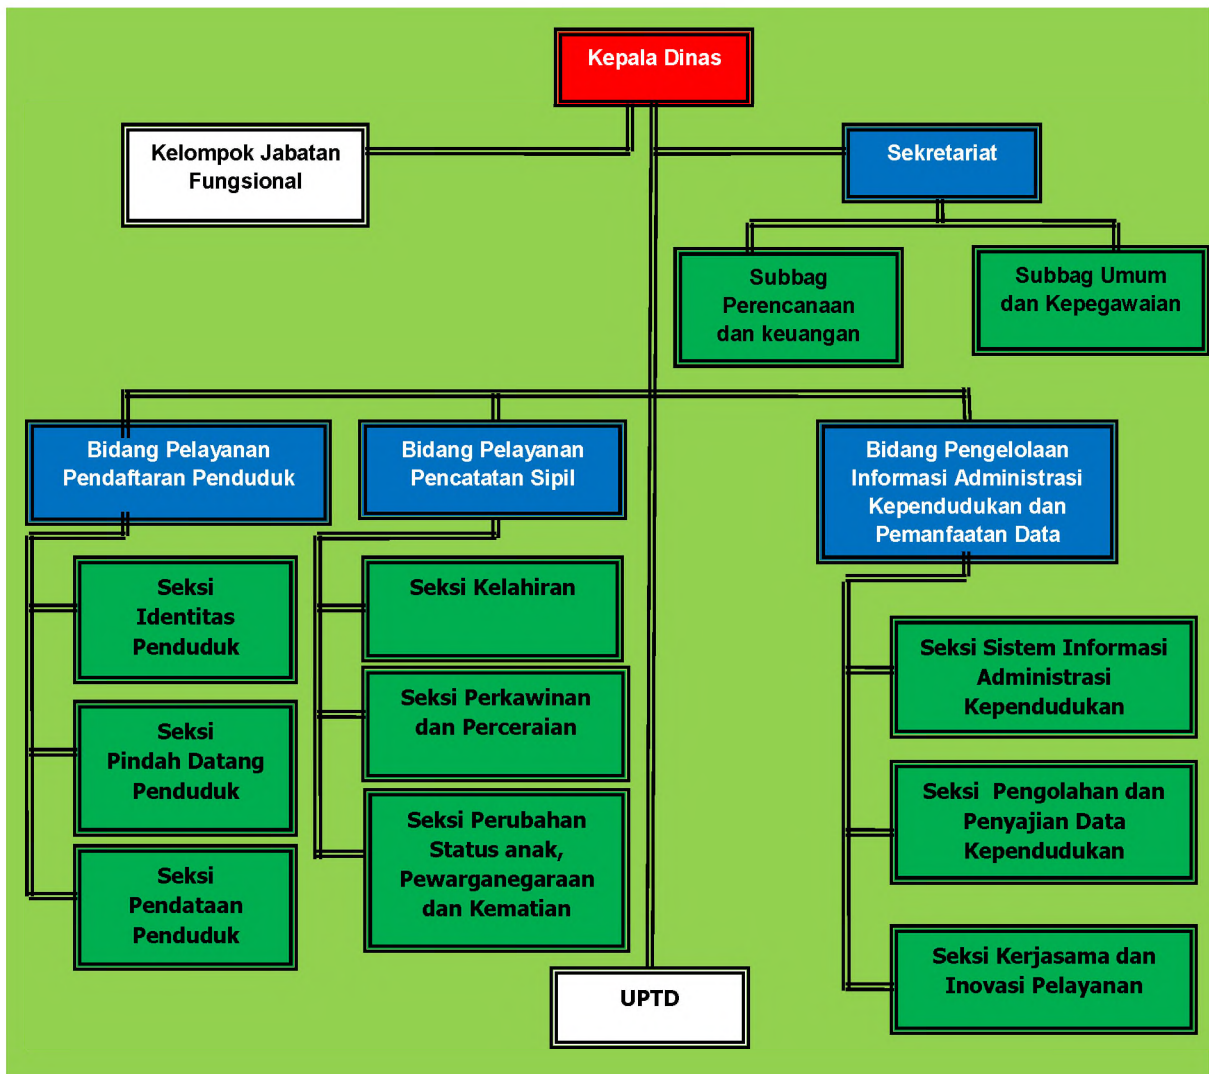 Kepala Dinas
Kelompok Jabatan
Fungsional
Sekretariat
Subbag
Perencanaan
dan keuangan
Subbag Umum
dan Kepegawaian
Bidang Pelayanan
Pendaftaran Penduduk
Bidang Pelayanan
Pencatatan Sipil
Bidang Pengelolaan
Informasi Administrasi
Kependudukan dan
Pemanfaatan Data
Seksi
Identitas
Penduduk
Seksi
Pindah Datang
Penduduk
Seksi
Pendataan
Penduduk
Seksi Kelahiran
Seksi Perkawinan
dan Perceraian
Seksi Perubahan
Status anak,
Pewarganegaraan
dan Kematian
Seksi Sistem Informasi
Administrasi
Kependudukan
Seksi  Pengolahan dan
Penyajian Data
Kependudukan
Seksi Kerjasama dan
Inovasi Pelayanan
UPTD